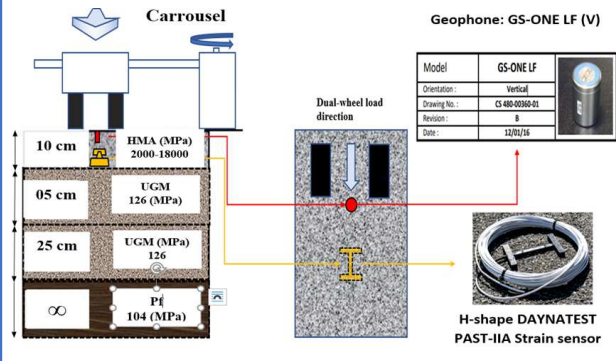 Carrousel
Geophone: GS-ONE LF (V)
Model GS-ONE LF
Orientation : Vertical
Drawing No. : CS 480-00360-01
Revision : B
Date : 12/01/16
Dual-wheel load
direction
10 cm
HMA (MPa)
2000-18000
05 cm
UGM
126 (MPa)
25 cm
UGM (MPa)
126
∞
Pf
104 (MPa)
H-shape DAYNATEST
PAST-IIA Strain sensor